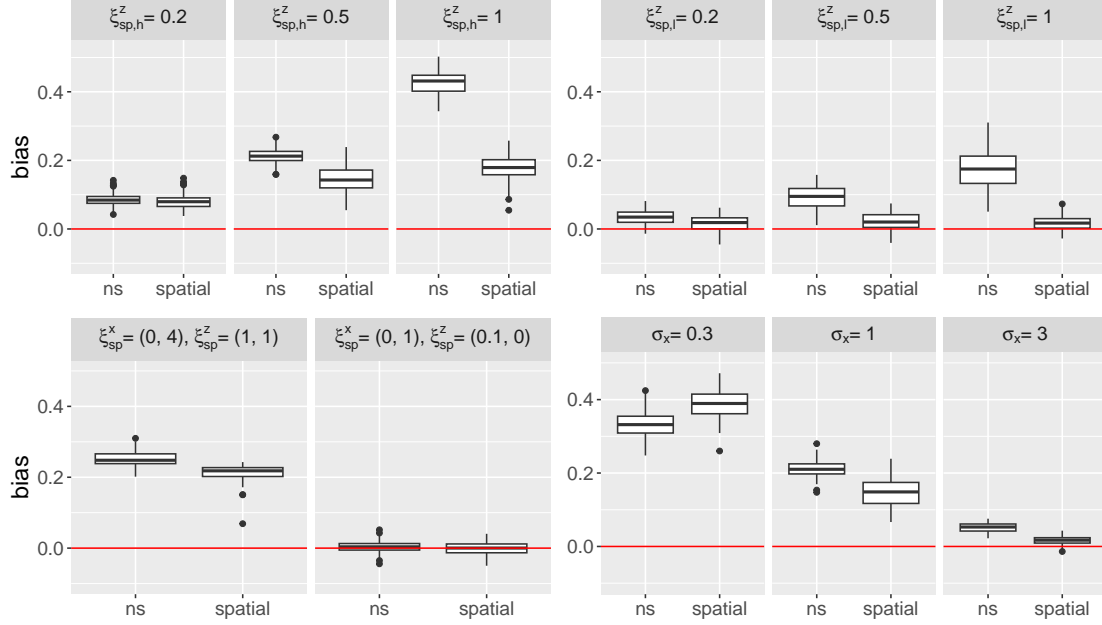 ξ^z_sp,h = 0.2
ξ^z_sp,h = 0.5
ξ^z_sp,h = 1
ξ^z_sp,l = 0.2
ξ^z_sp,l = 0.5
ξ^z_sp,l = 1
bias
0.4
0.2
0.0
0.4
0.2
0.0
ns spatial ns spatial ns spatial
ns spatial ns spatial ns spatial
ξ^x_sp= (0, 4), ξ^z_sp= (1, 1)
ξ^x_sp= (0, 1), ξ^z_sp= (0.1, 0)
σ_x= 0.3
σ_x= 1
σ_x= 3
bias
0.4
0.2
0.0
0.4
0.2
0.0
ns spatial ns spatial
ns spatial ns spatial ns spatial